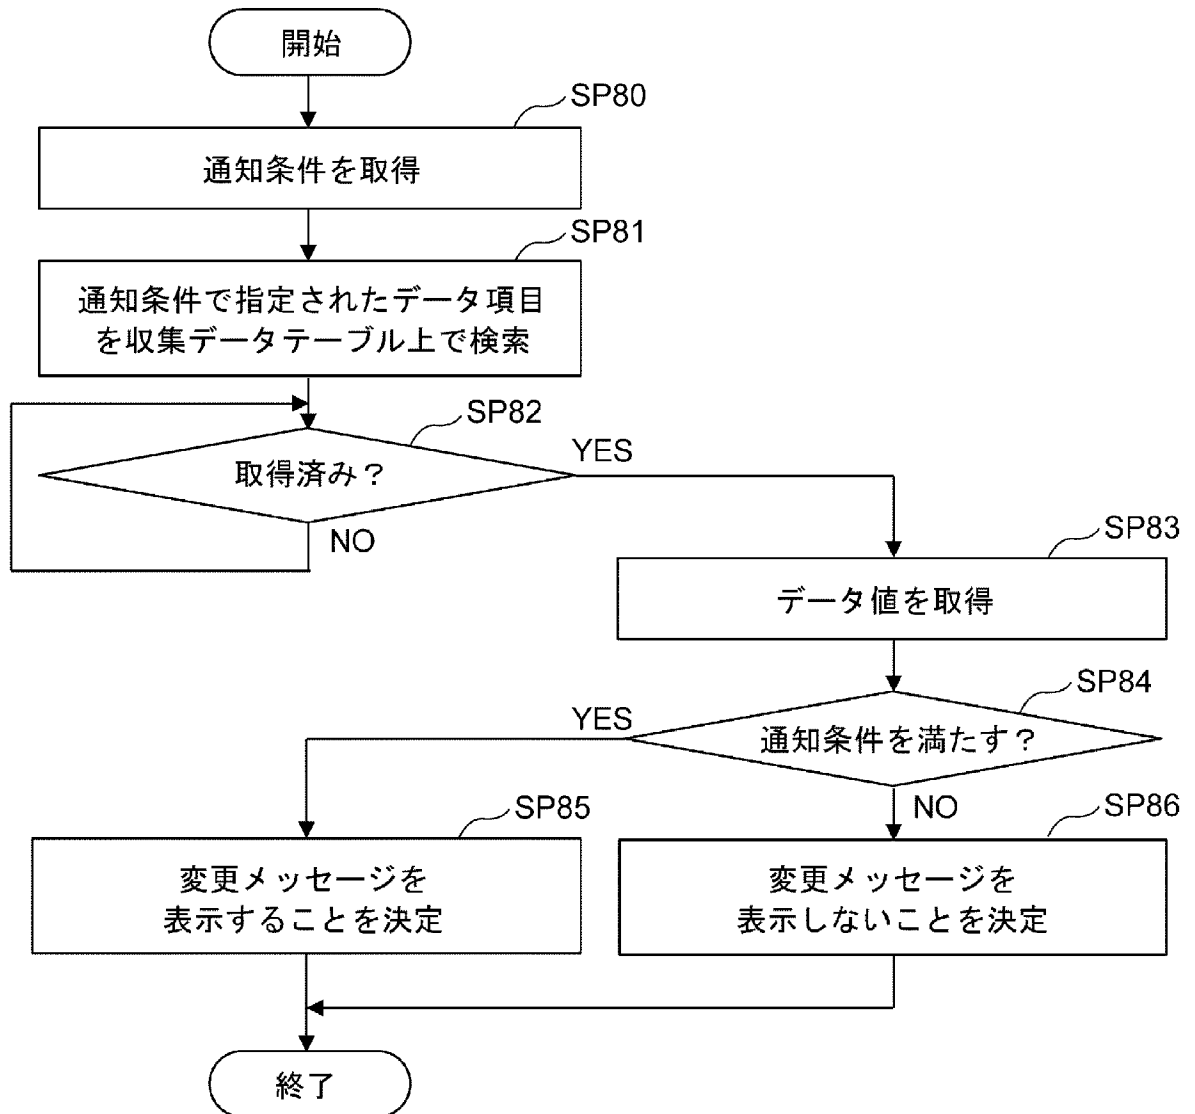 開始
SP80
通知条件を取得
SP81
通知条件で指定されたデータ項目
を収集データテーブル上で検索
SP82
取得済み?
YES
NO
SP83
データ値を取得
SP84
通知条件を満たす?
YES
NO
SP85
変更メッセージを
表示することを決定
SP86
変更メッセージを
表示しないことを決定
終了